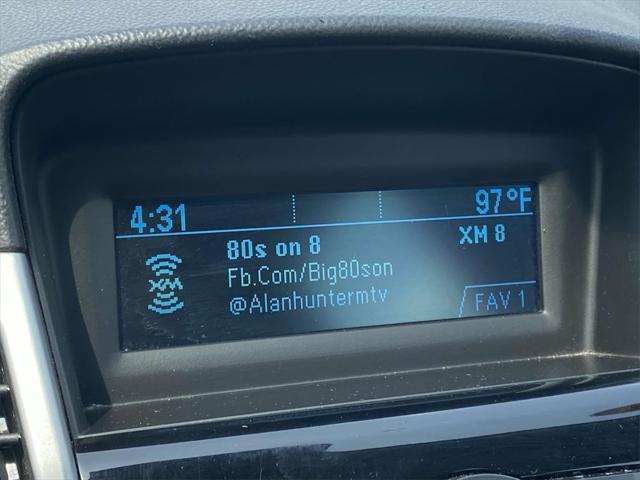 4:31 97°F
80s on 8 XM 8
Fb.Com/Big80son
XM
@Alanhuntermtv
FAV 1